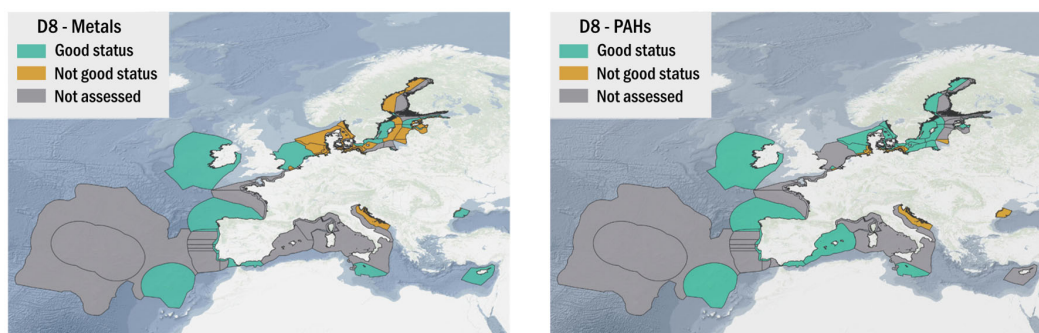 D8 - Metals
Good status
Not good status
Not assessed
D8 - PAHs
Good status
Not good status
Not assessed